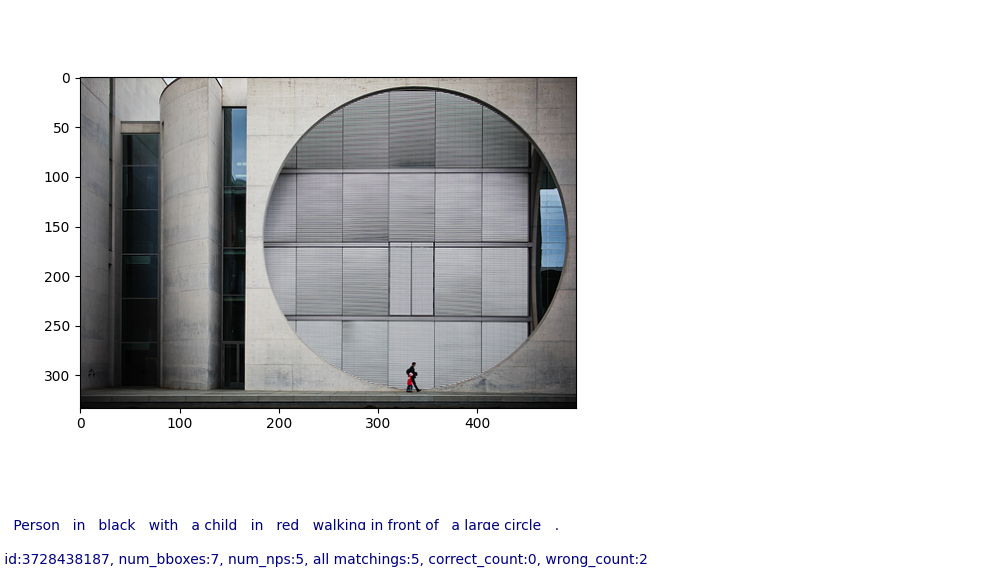 0
50
100
150
200
250
300
0 100 200 300 400
Person in black with a child in red walking in front of a large circle .
id:3728438187, num_bboxes:7, num_nps:5, all matchings:5, correct_count:0, wrong_count:2